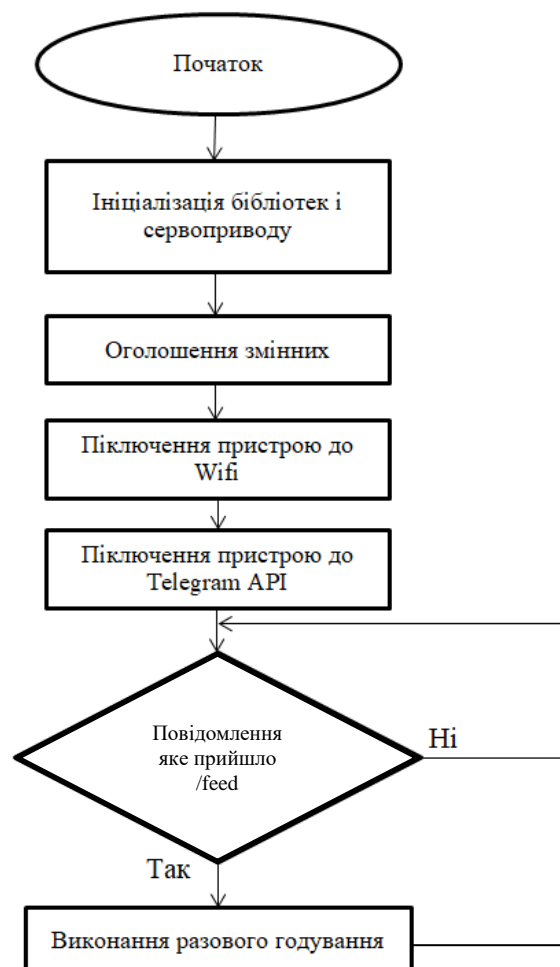 Початок
Ініціалізація бібліотек і
сервоприводу
Оголошення змінних
Піключення пристрою до
Wifi
Піключення пристрою до
Telegram API
Повідомлення
яке прийшло
/feed
Ні
Так
Виконання разового годування